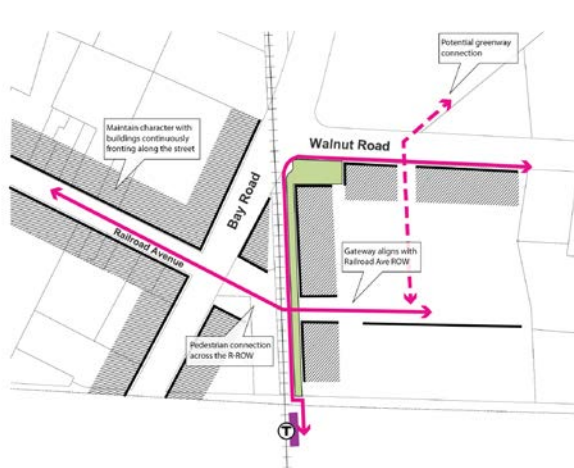 Potential greenway
connection
Maintain character with
buildings continuously
fronting along the street
Walnut Road
Bay Road
Railroad Avenue
Gateway aligns with
Railroad Ave ROW
Pedestrian connection
across the R-ROW
T